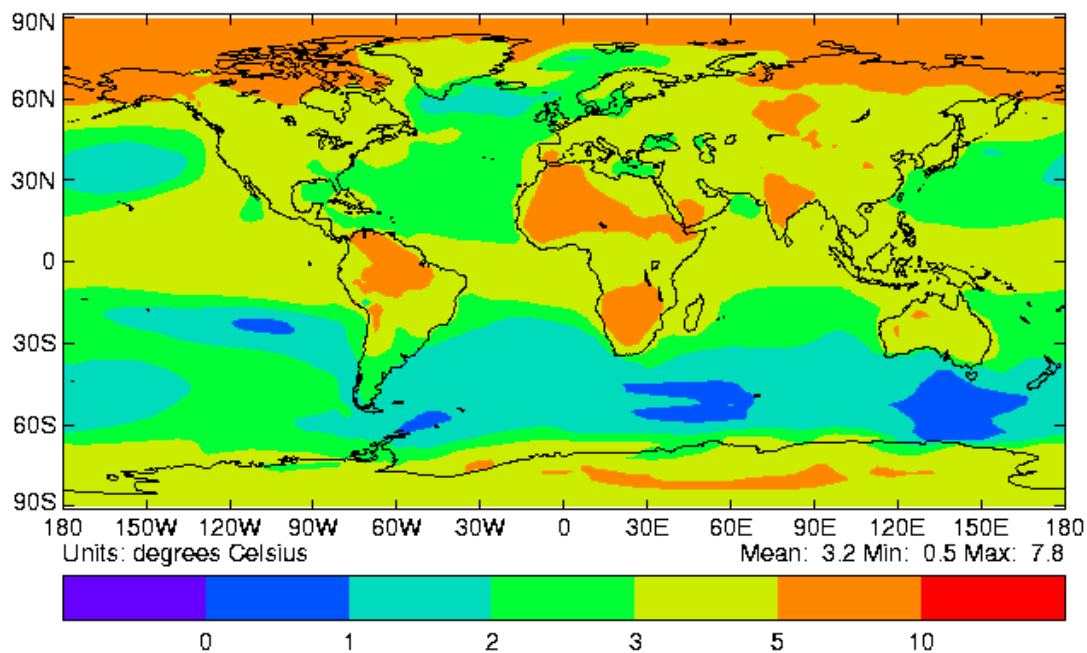 90N
60N
30N
0
30S
60S
90S
180 150W 120W 90W 60W 30W 0 30E 60E 90E 120E 150E 180
Units: degrees Celsius Mean: 3.2 Min: 0.5 Max: 7.8
0 1 2 3 5 10